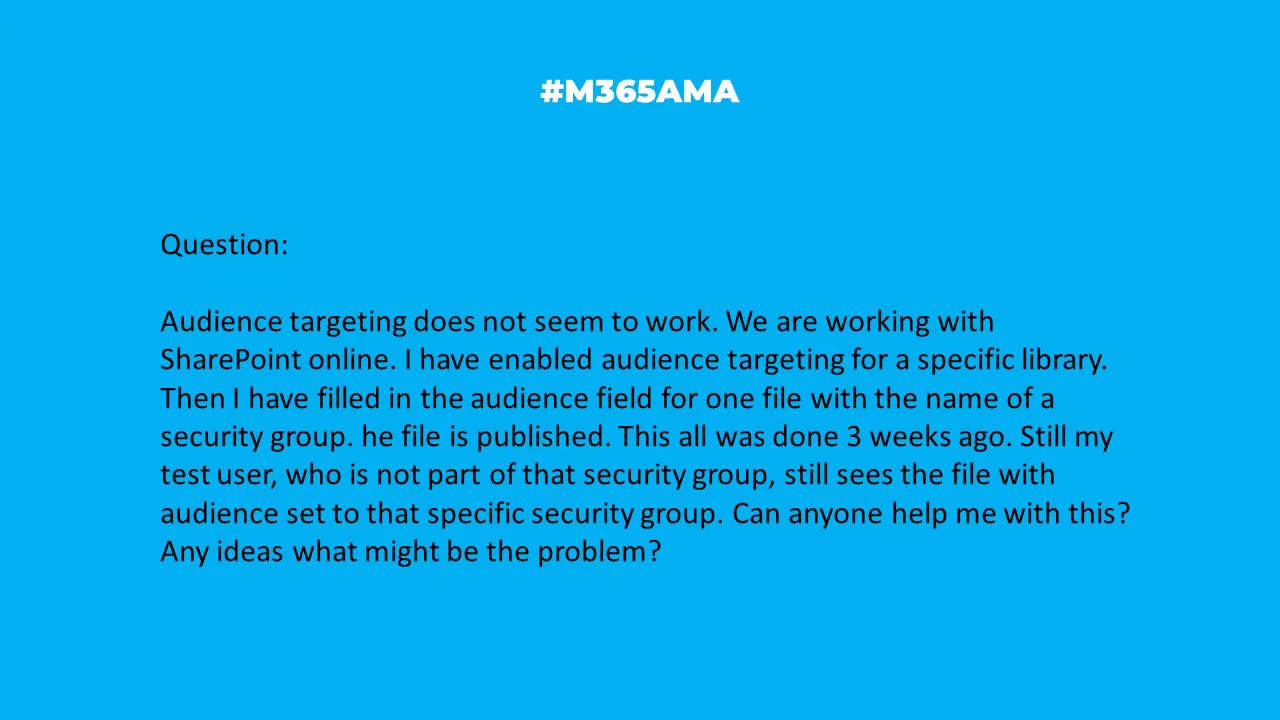 #M365AMA
Question:
Audience targeting does not seem to work. We are working with
SharePoint online. I have enabled audience targeting for a specific library.
Then I have filled in the audience field for one file with the name of a
security group. he file is published. This all was done 3 weeks ago. Still my
test user, who is not part of that security group, still sees the file with
audience set to that specific security group. Can anyone help me with this?
Any ideas what might be the problem?